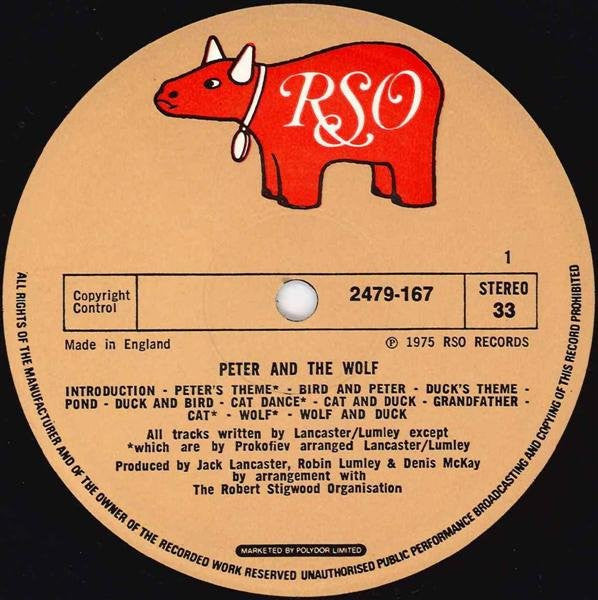 RSO
1
Copyright
Control
2479-167
STEREO
33
Made in England
℗ 1975 RSO RECORDS
PETER AND THE WOLF
INTRODUCTION - PETER'S THEME* - BIRD AND PETER - DUCK'S THEME -
POND - DUCK AND BIRD - CAT DANCE* - CAT AND DUCK - GRANDFATHER -
CAT* - WOLF* - WOLF AND DUCK
All tracks written by Lancaster/Lumley except
*which are by Prokofiev arranged Lancaster/Lumley
Produced by Jack Lancaster, Robin Lumley & Denis McKay
by arrangement with
The Robert Stigwood Organisation
MARKETED BY POLYDOR LIMITED
ALL RIGHTS OF THE MANUFACTURER AND OF THE OWNER OF THE RECORDED WORK RESERVED UNAUTHORISED PUBLIC PERFORMANCE BROADCASTING AND COPYING OF THIS RECORD PROHIBITED